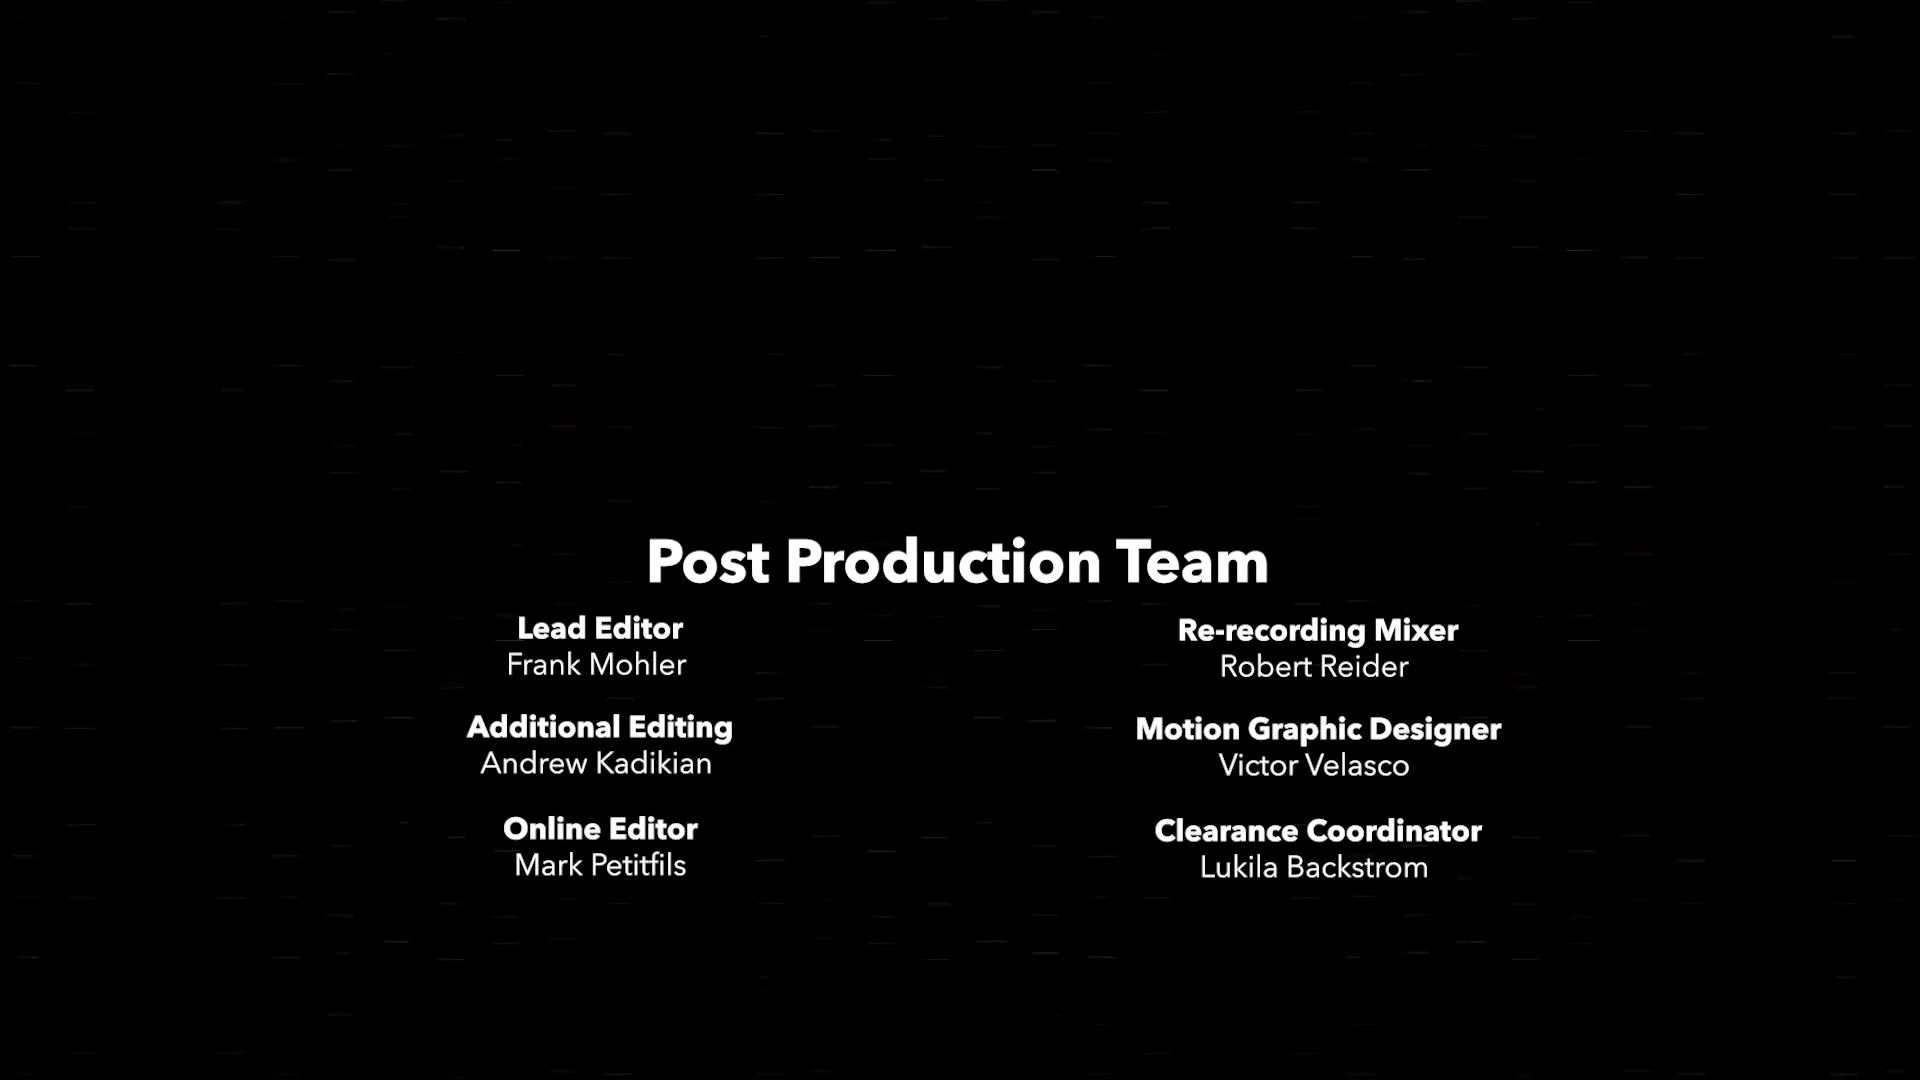 Post Production Team
Lead Editor
Frank Mohler
Additional Editing
Andrew Kadikian
Online Editor
Mark Petitfils
Re-recording Mixer
Robert Reider
Motion Graphic Designer
Victor Velasco
Clearance Coordinator
Lukila Backstrom